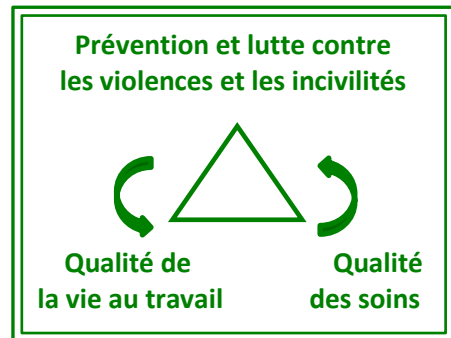 Prévention et lutte contre
les violences et les incivilités
Qualité de
la vie au travail
Qualité
des soins